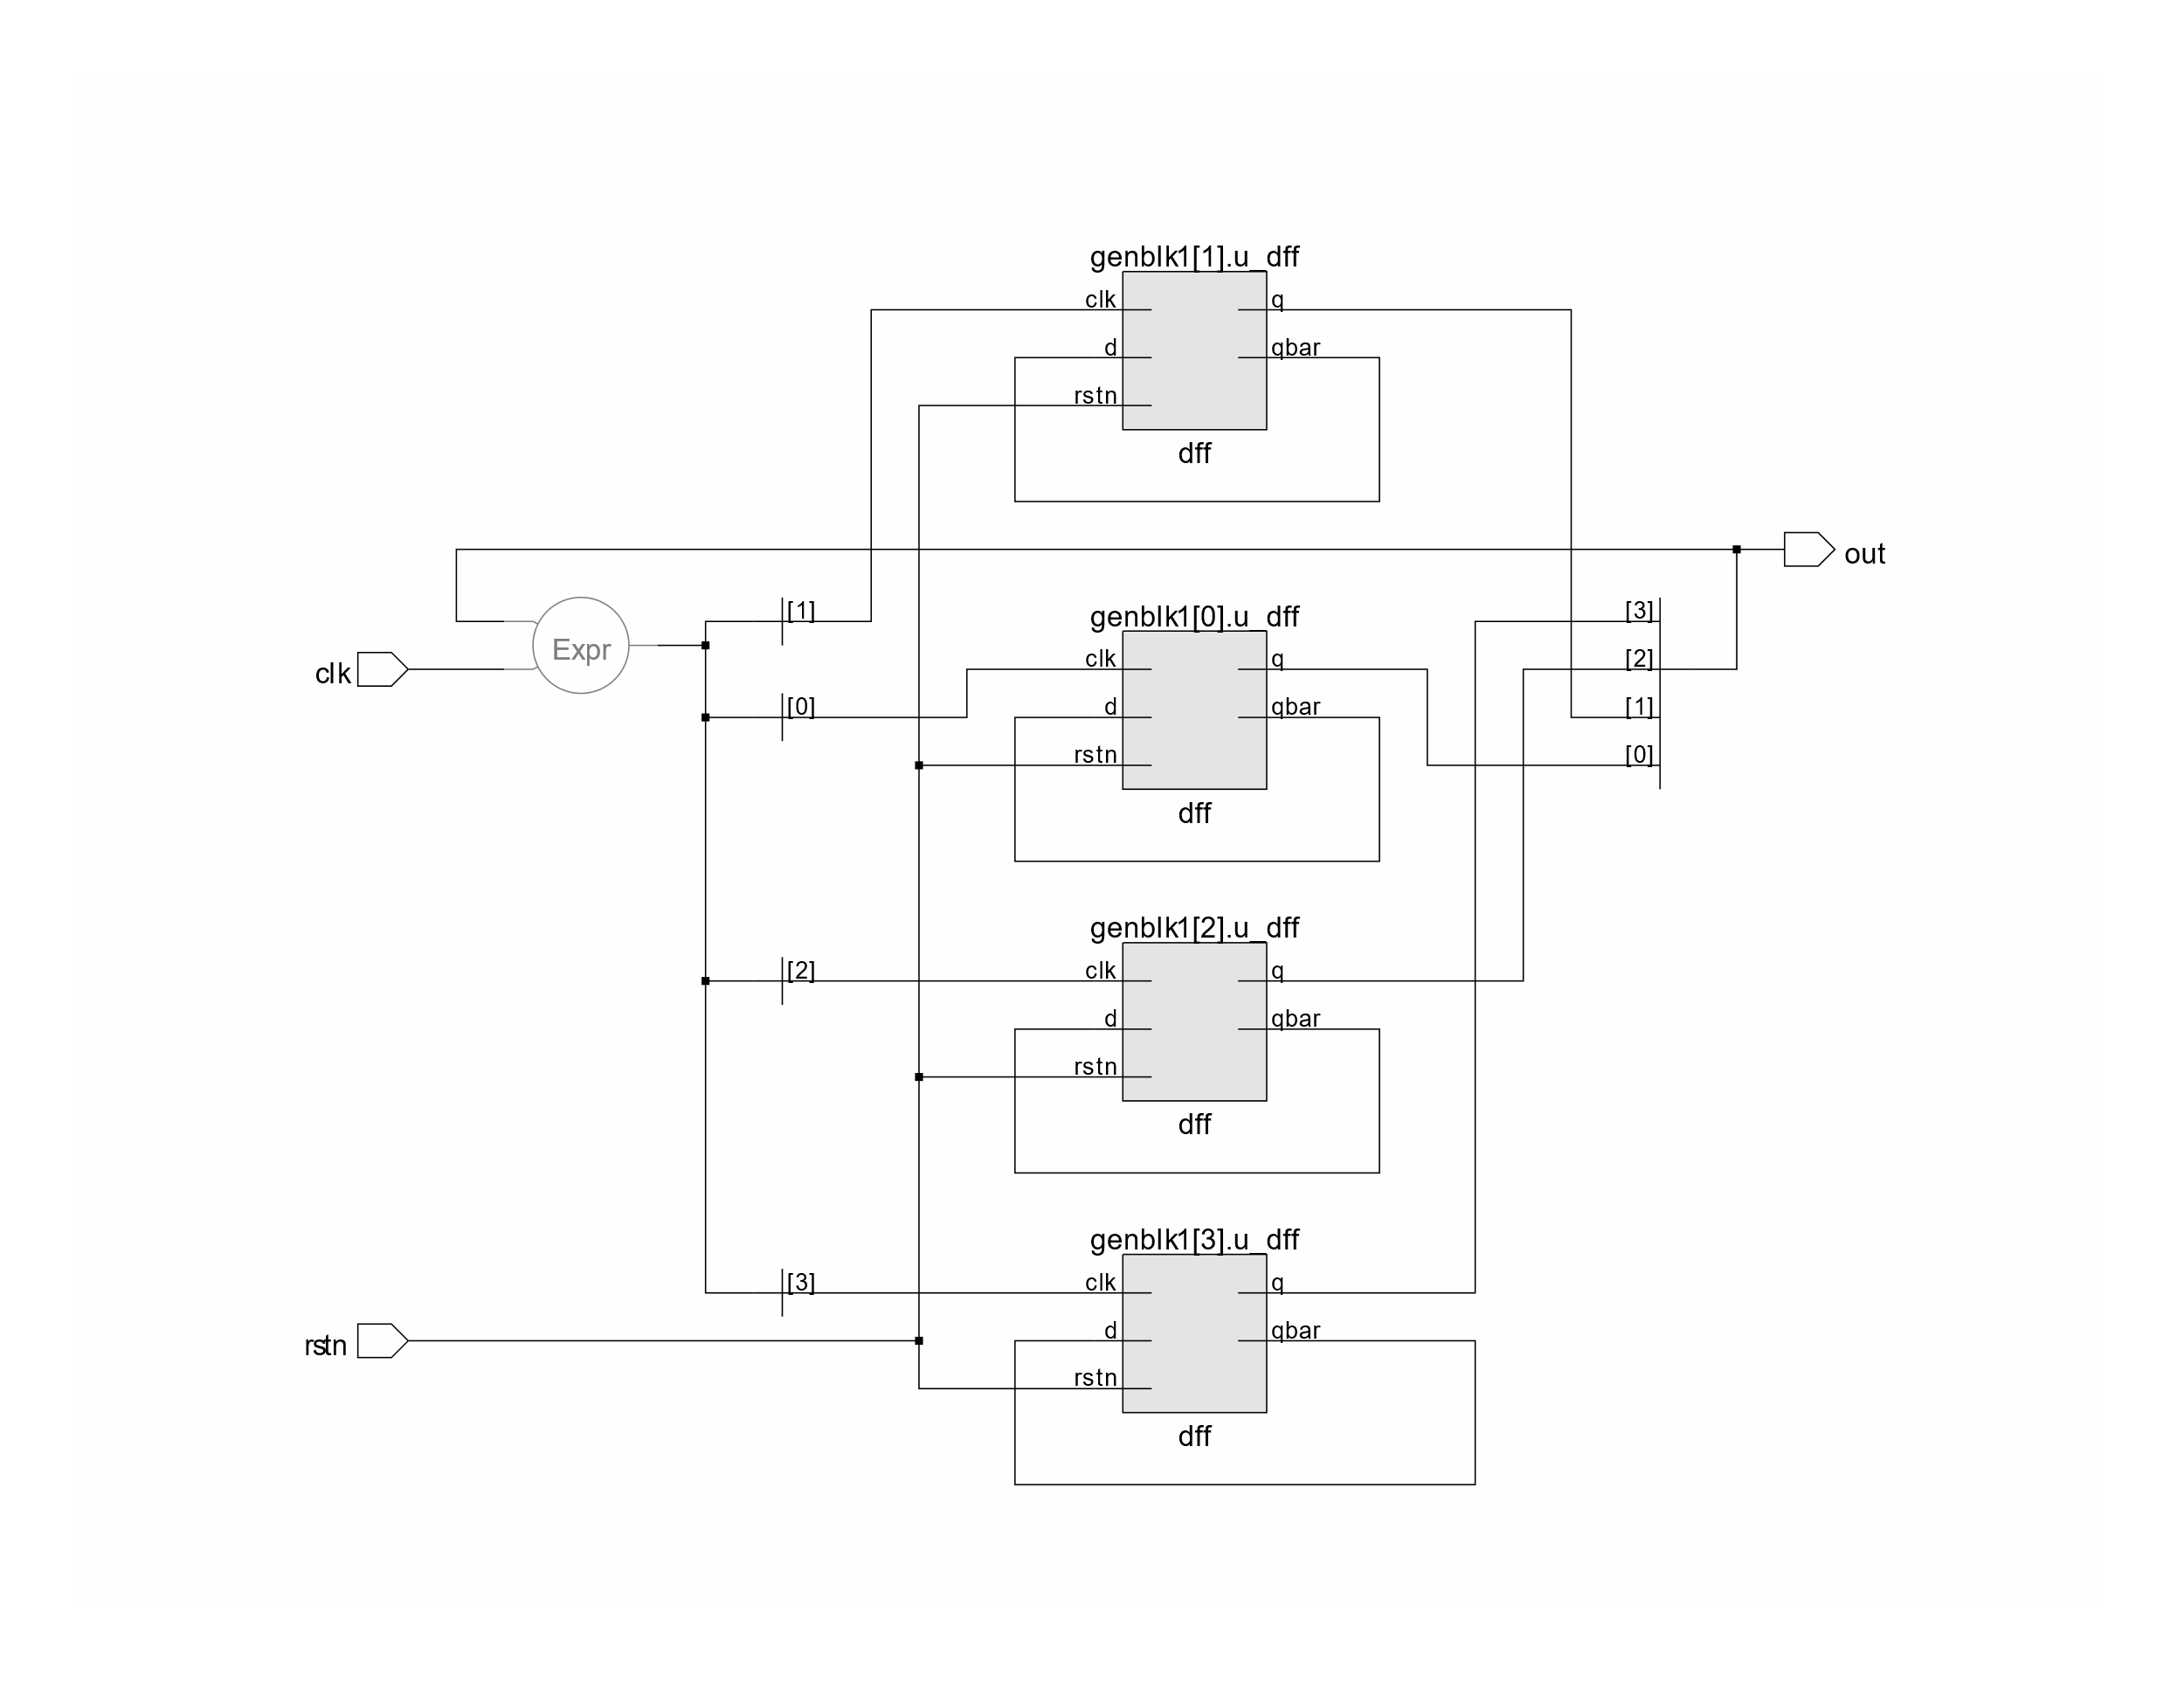 genblk1[1].u_dff
clk
q
d
qbar
rstn
dff
out
Expr
clk
[1]
[0]
genblk1[0].u_dff
clk
q
d
qbar
rstn
dff
[3]
[2]
[1]
[0]
genblk1[2].u_dff
[2]
clk
q
d
qbar
rstn
dff
genblk1[3].u_dff
[3]
clk
q
d
qbar
rstn
dff
rstn